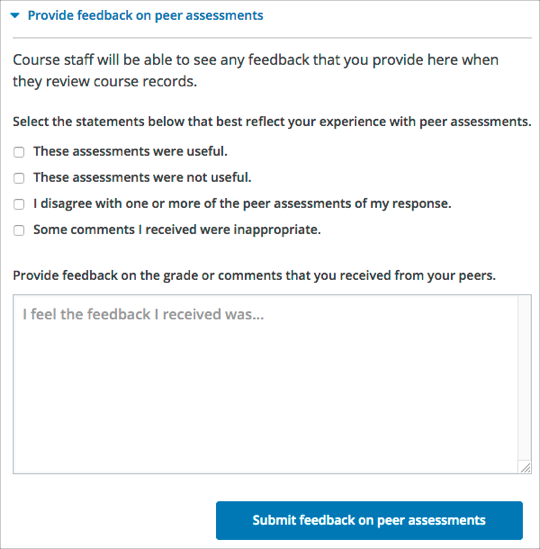 Provide feedback on peer assessments
Course staff will be able to see any feedback that you provide here when
they review course records.
Select the statements below that best reflect your experience with peer assessments.
These assessments were useful.
These assessments were not useful.
I disagree with one or more of the peer assessments of my response.
Some comments I received were inappropriate.
Provide feedback on the grade or comments that you received from your peers.
I feel the feedback I received was...
Submit feedback on peer assessments